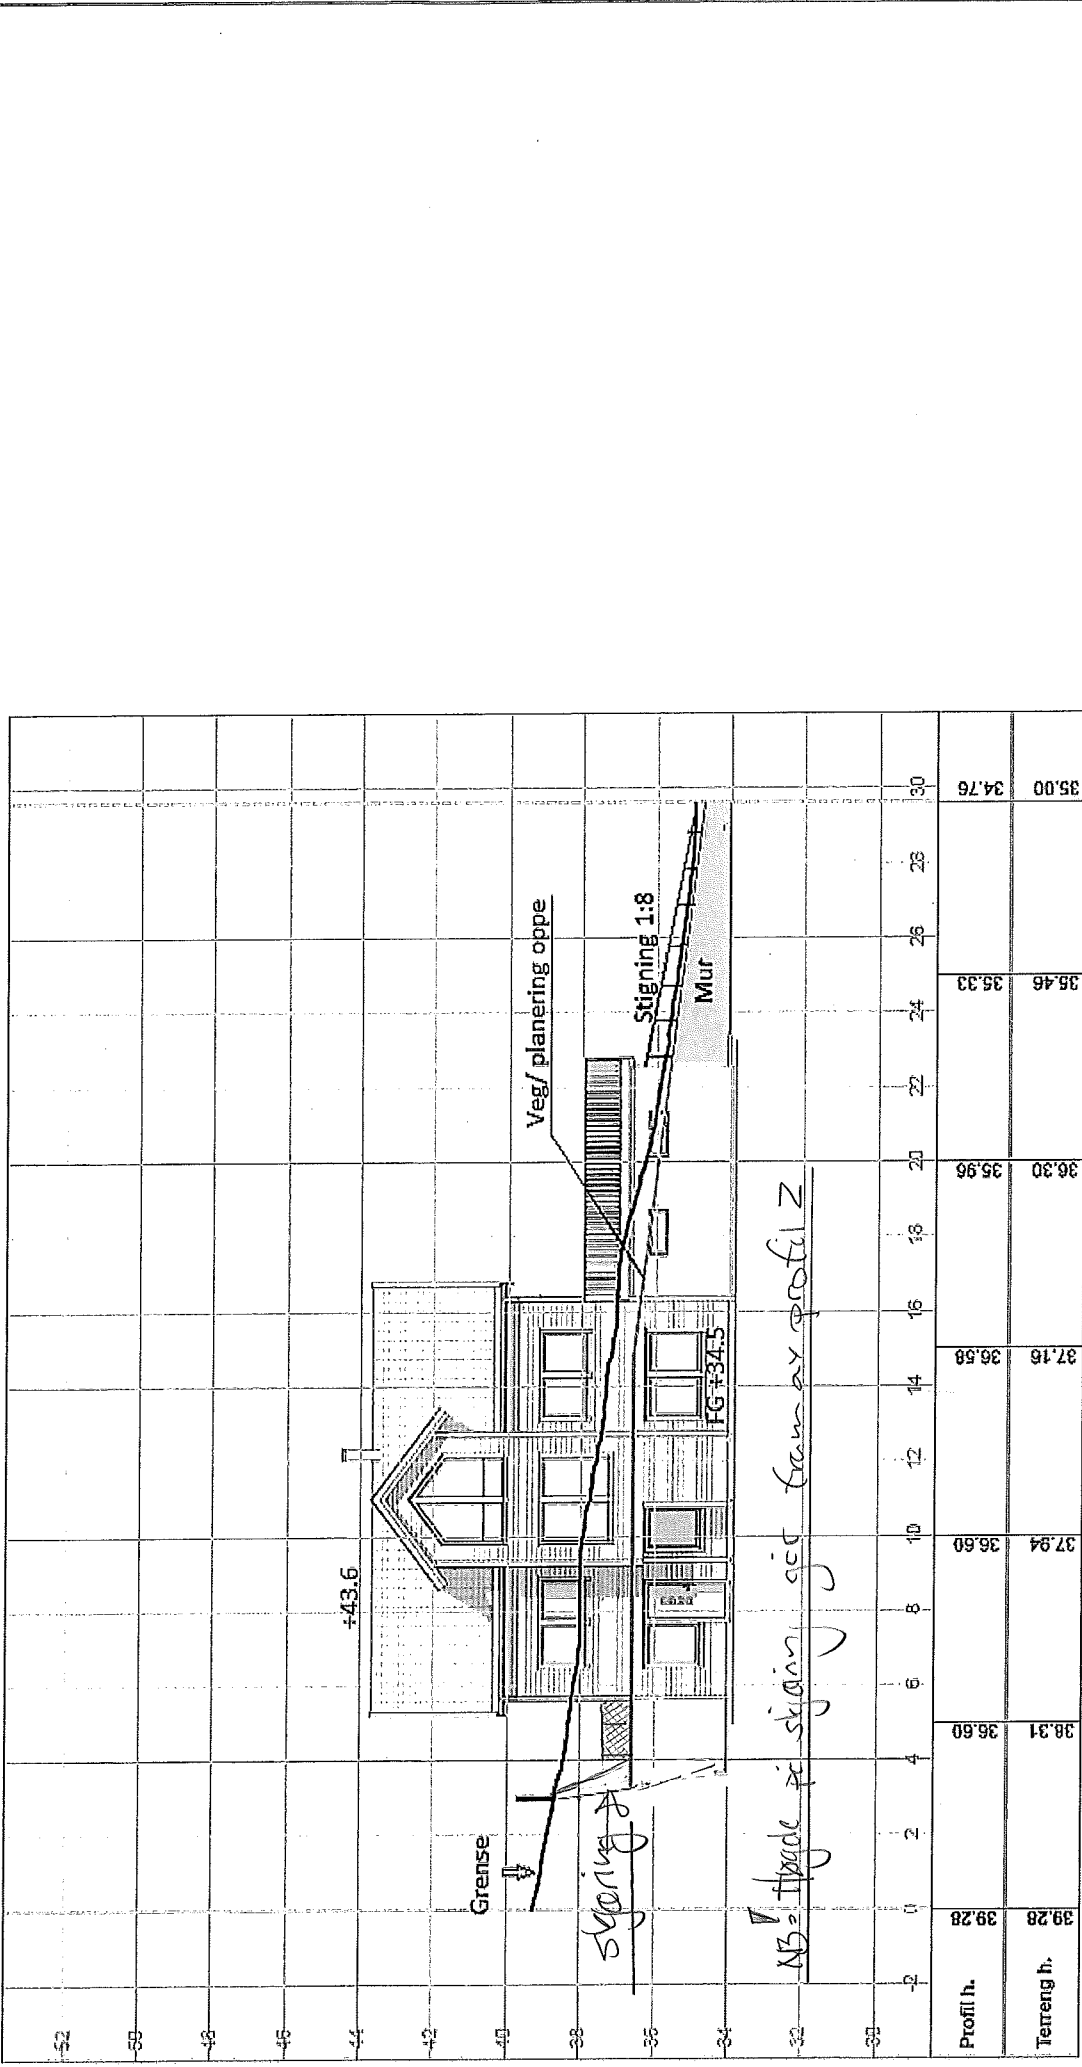 52
50
48
46
44
42
40
38
36
34
32
30
+43.6
Grense
Veg/ planering oppe
Stigning 1:8
Mur
FG +34.5
Skjæring
NB: Høyde på skjæring gitt fram av profil 2
-2 0 2 4 6 8 10 12 14 16 18 20 22 24 26 28 30
Profil h. 39.28 36.60 36.60 36.58 35.96 35.33 34.76
Terreng h. 39.28 38.31 37.94 37.16 36.30 35.46 35.00